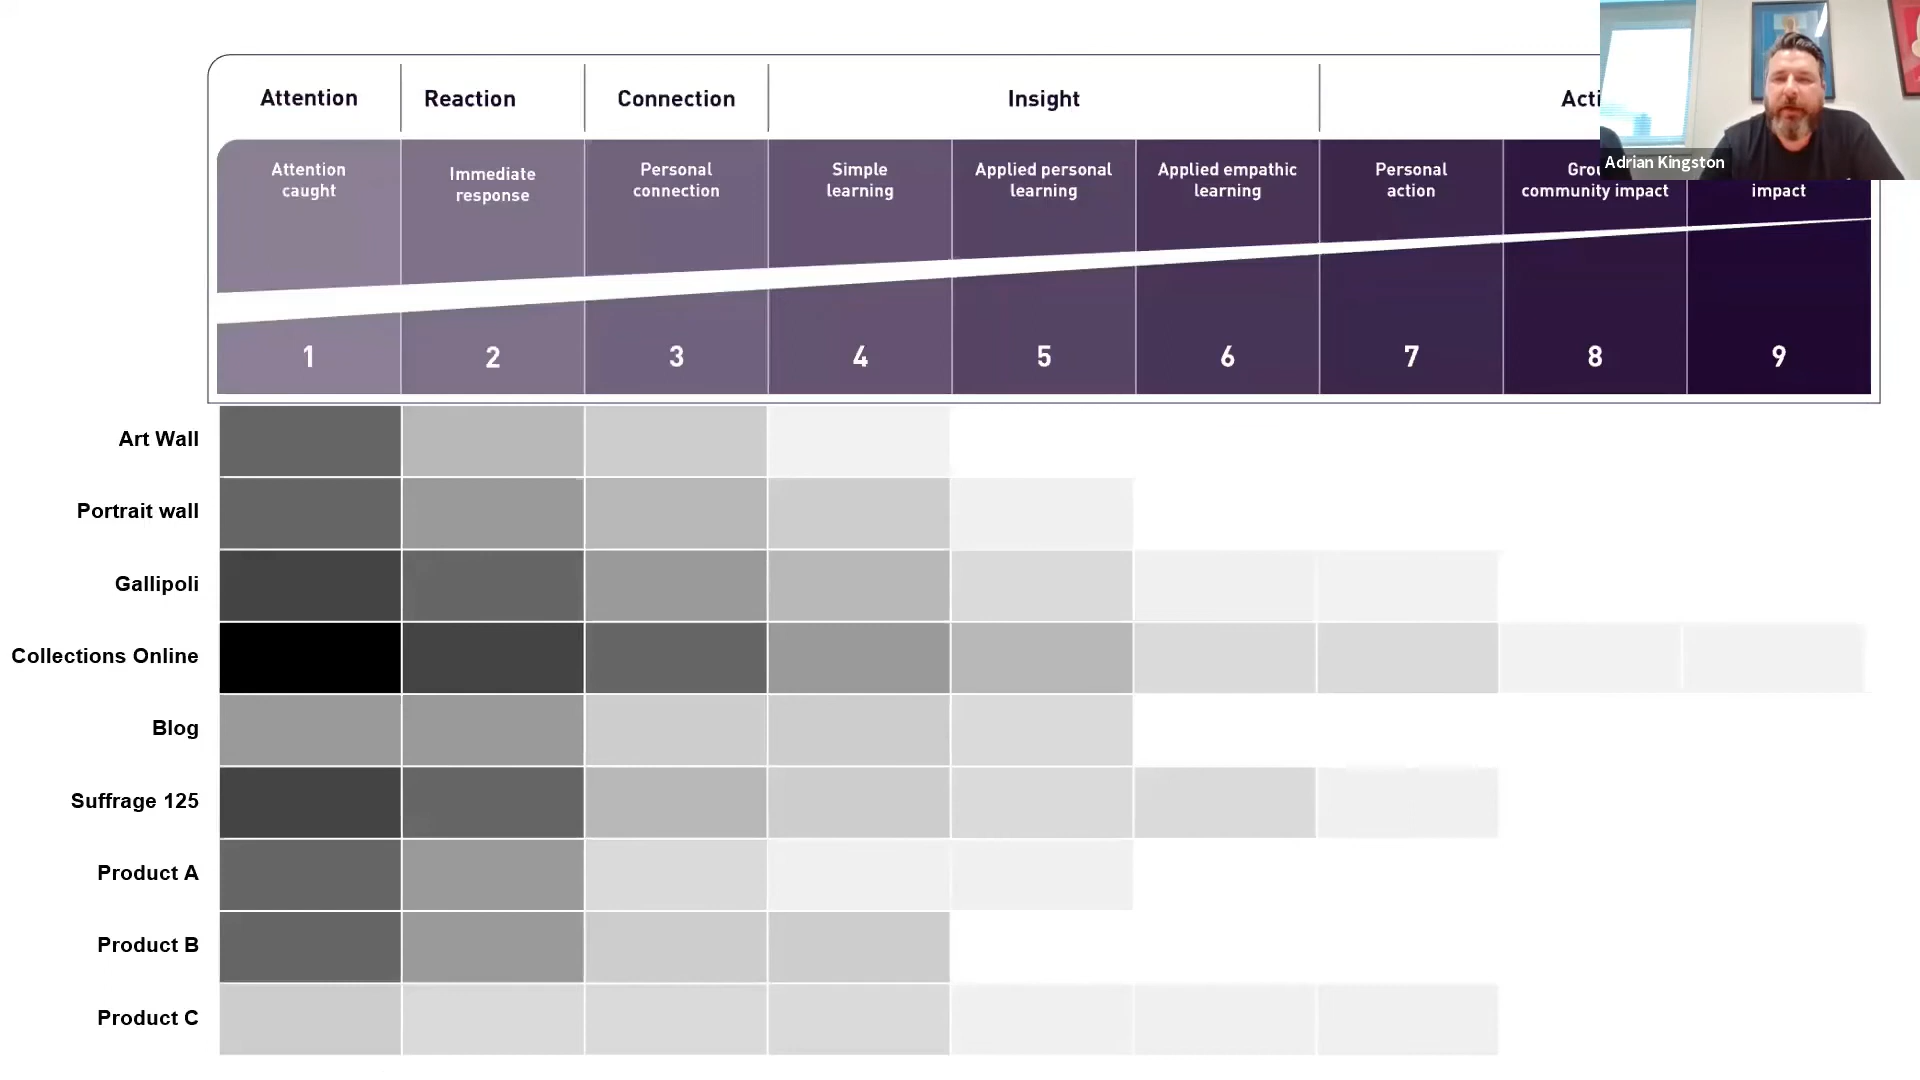 Attention Reaction Connection Insight
Attention caught
Immediate response
Personal connection
Simple learning
Applied personal learning
Applied empathic learning
Personal action
community impact
impact
Adrian Kingston
1 2 3 4 5 6 7 8 9
Art Wall
Portrait wall
Gallipoli
Collections Online
Blog
Suffrage 125
Product A
Product B
Product C